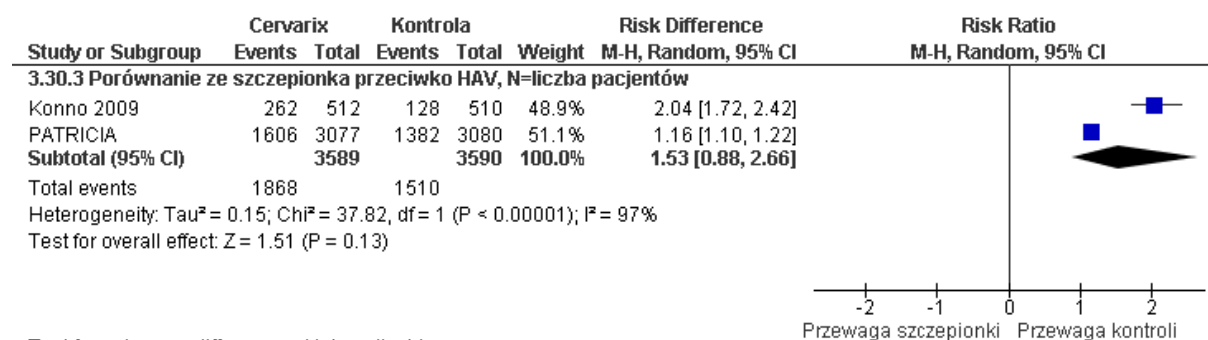 Cervarix Kontrola Risk Difference Risk Ratio
Study or Subgroup Events Total Events Total Weight M-H, Random, 95% CI M-H, Random, 95% CI
3.30.3 Porównanie ze szczepionka przeciwko HAV, N=liczba pacjentów
Konno 2009 262 512 128 510 48.9% 2.04 [1.72, 2.42]
PATRICIA 1606 3077 1382 3080 51.1% 1.16 [1.10, 1.22]
Subtotal (95% CI) 3589 3590 100.0% 1.53 [0.88, 2.66]
Total events 1868 1510
Heterogeneity: Tau² = 0.15; Chi² = 37.82, df = 1 (P < 0.00001); I² = 97%
Test for overall effect: Z = 1.51 (P = 0.13)
-2 -1 0 1 2
Przewaga szczepionki Przewaga kontroli